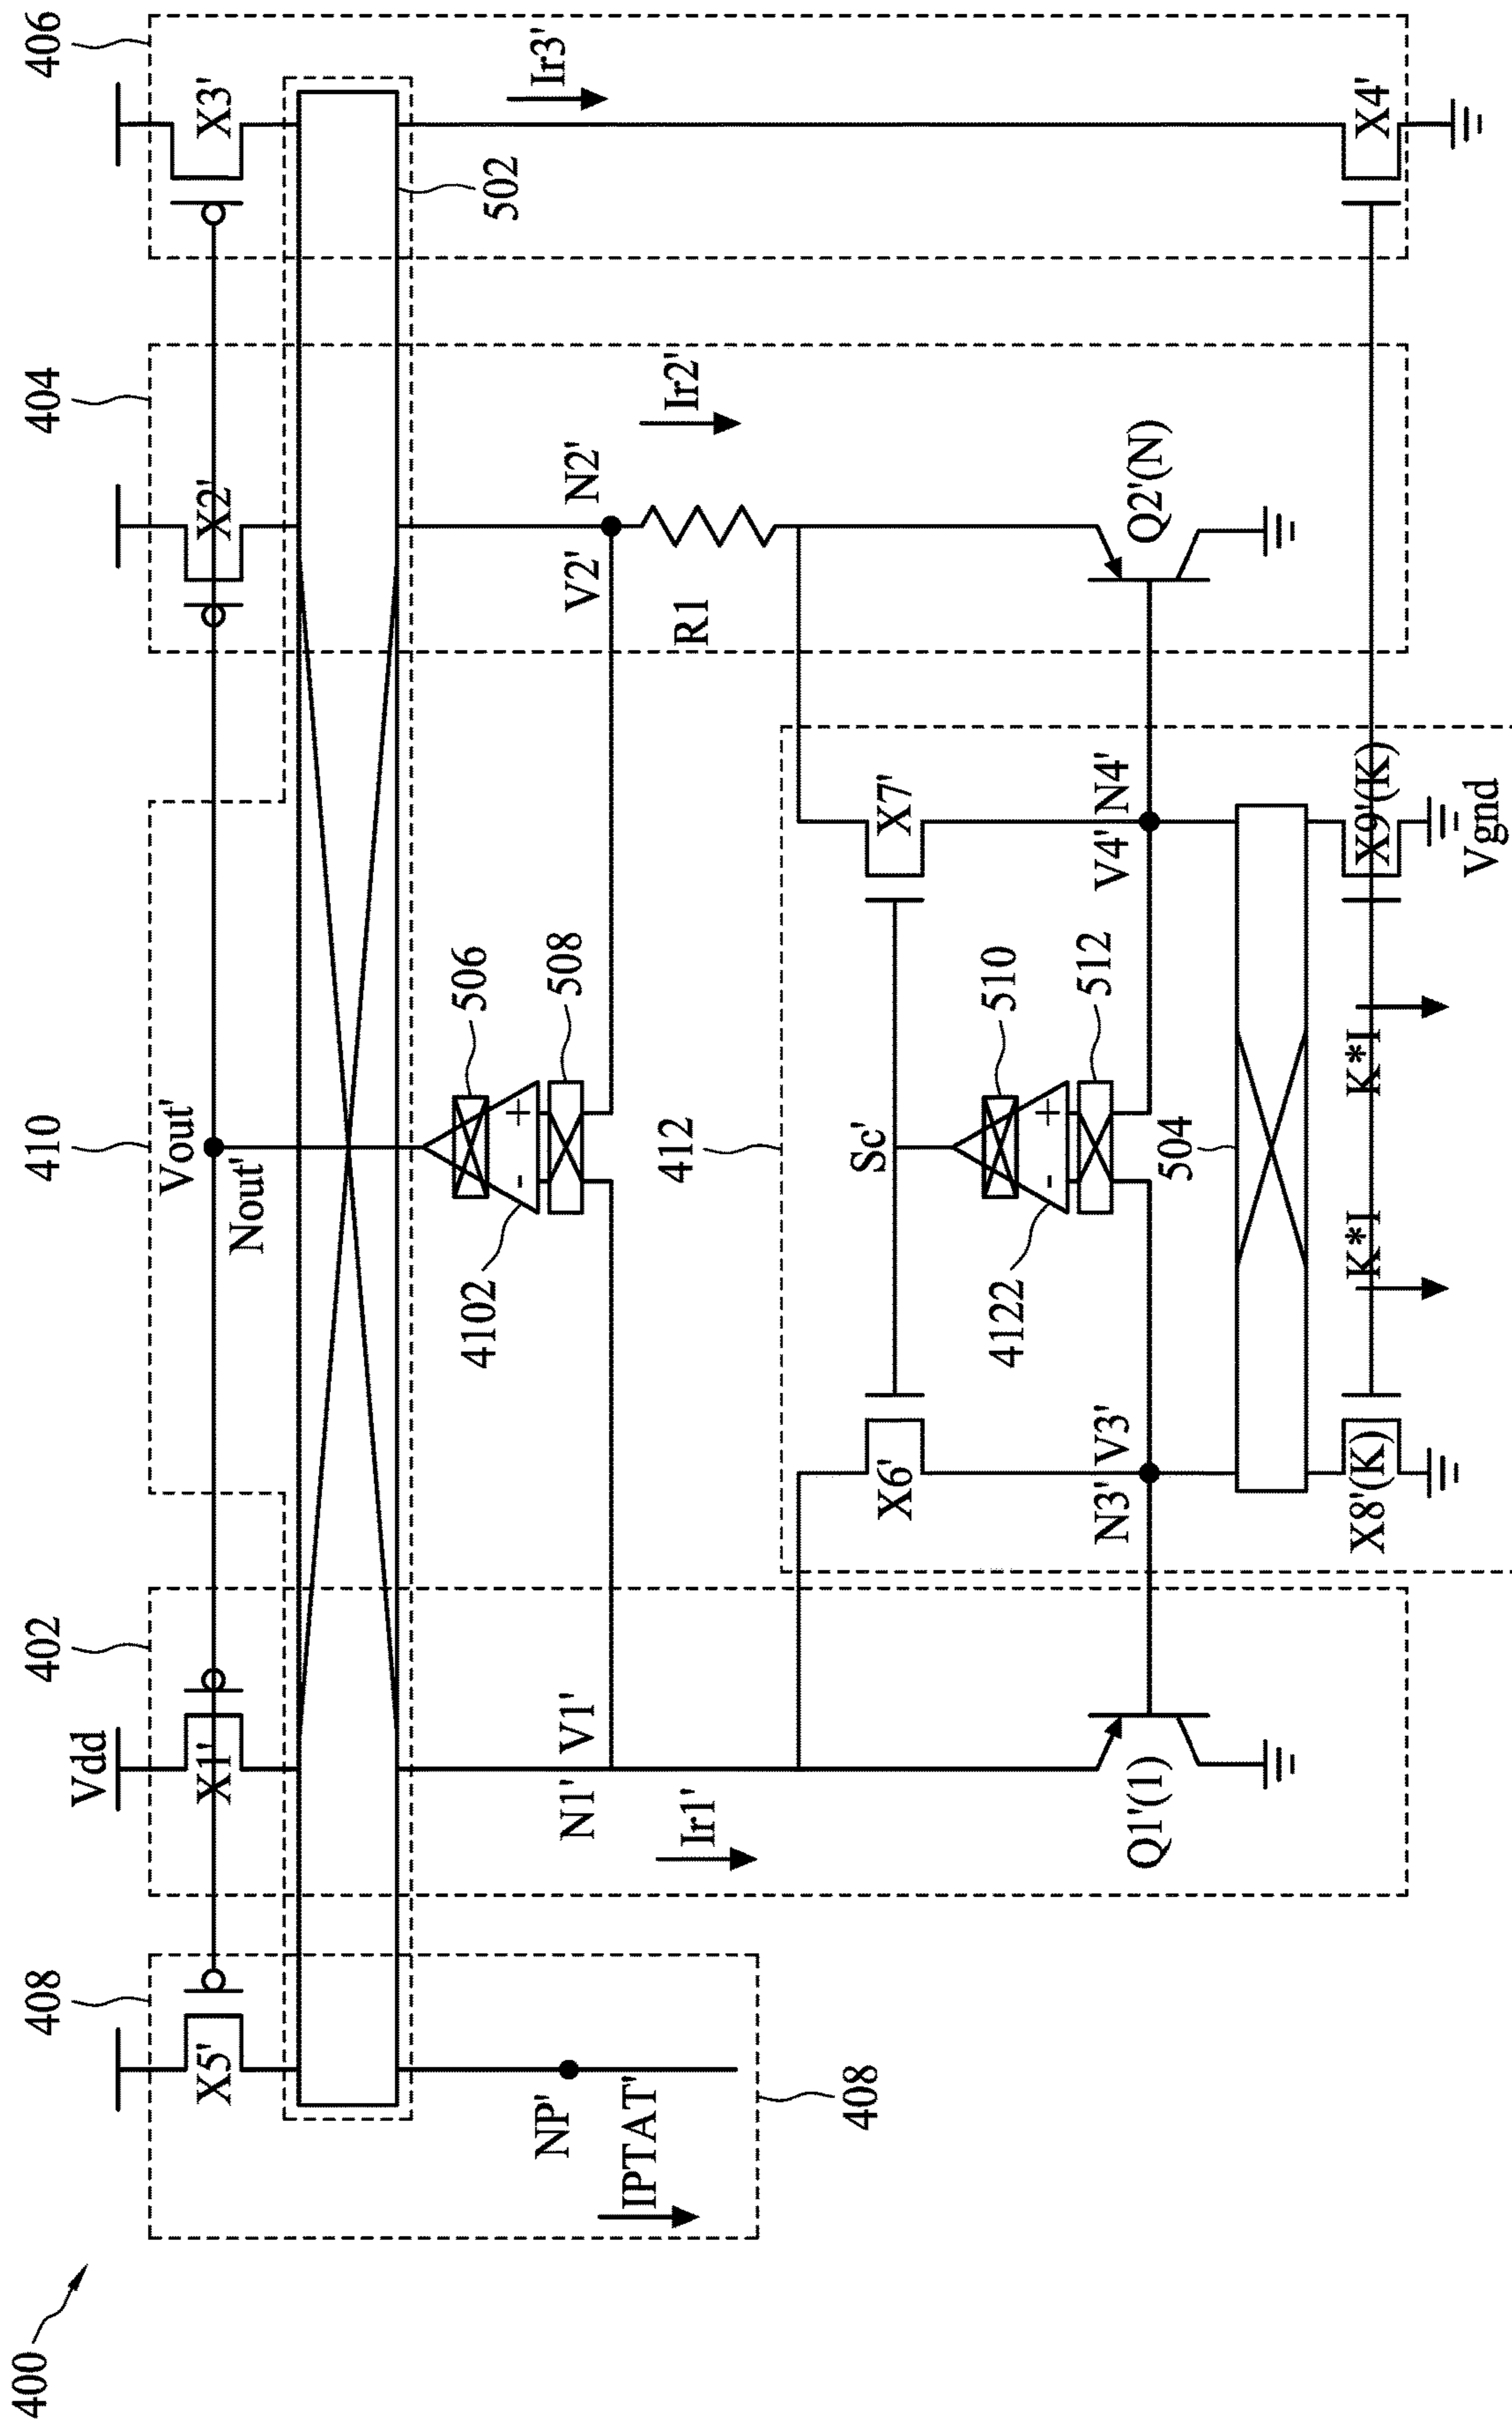 400
408
402
410
404
406
Vdd
X5'
X1'
Vout'
Nout'
X2'
X3'
502
NP'
IPTAT'
408
N1'
V1'
Ir1'
4102
506
508
V2'
N2'
Ir2'
Ir3'
R1
412
X6'
Sc'
X7'
4122
510
512
Q1'(1)
N3'
V3'
V4'
N4'
Q2'(N)
504
X8'(K)
K*I
K*I
X9'(K)
X4'
Vgnd
-
+
-
+